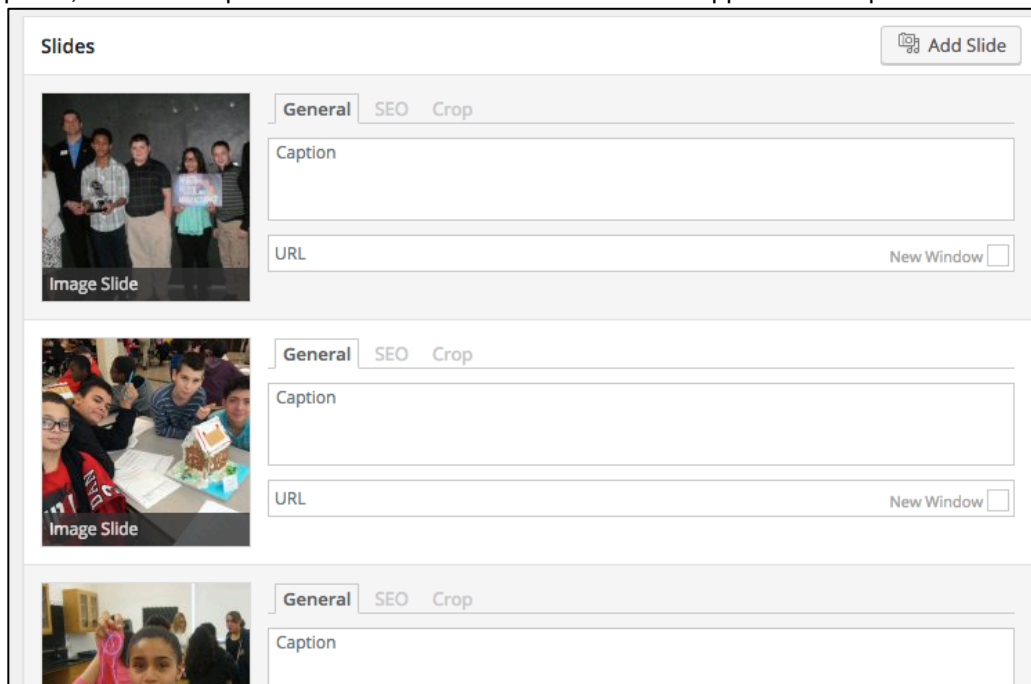 Slides
Add Slide
General SEO Crop
Caption
URL
New Window
Image Slide
General SEO Crop
Caption
URL
New Window
Image Slide
General SEO Crop
Caption